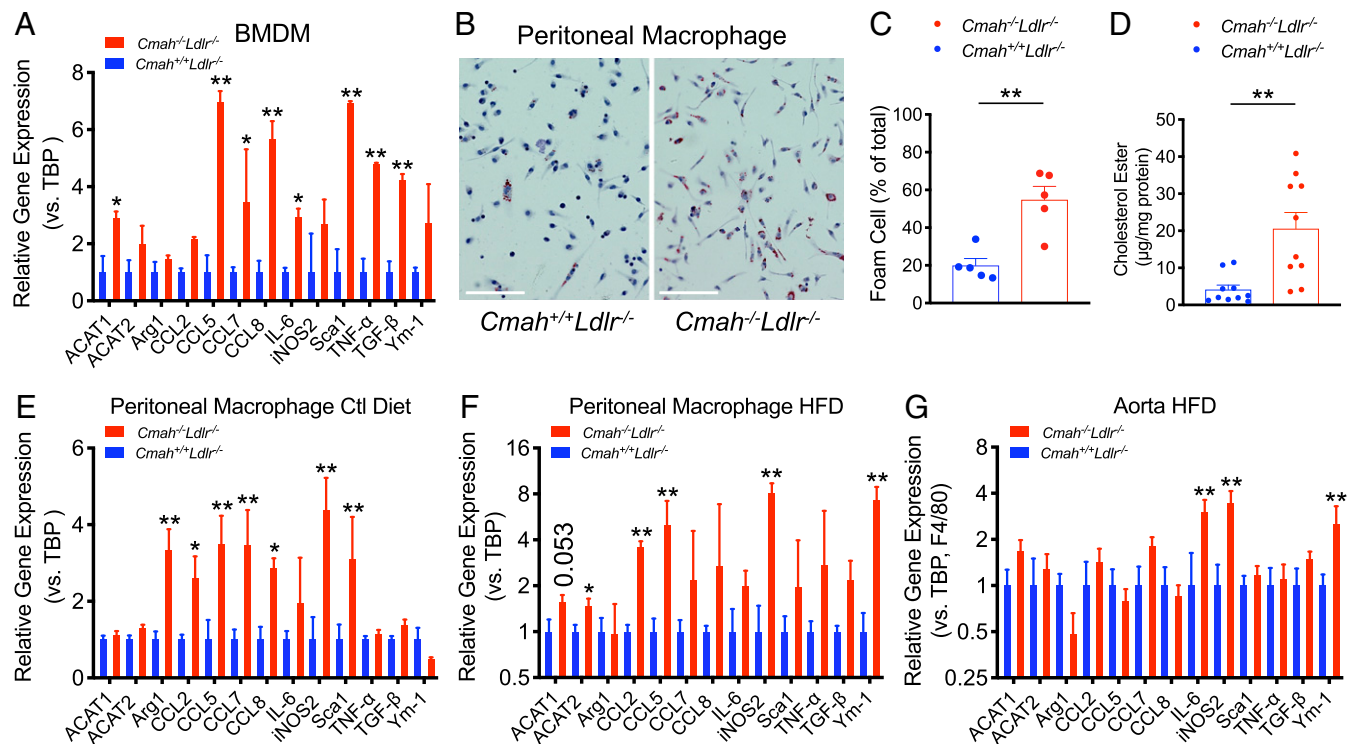 A
BMDM
Cmah-/-Ldlr-/-
Cmah+/+Ldlr-/-
Relative Gene Expression
(vs. TBP )
8
6
4
2
0
*
**
*
**
*
**
**
**
ACAT1
ACAT2
Arg1
CCL2
CCL5
CCL7
CCL8
IL-6
iNOS2
Sca1
TNF-α
TGF-β
Ym-1
B
Peritoneal Macrophage
Cmah+/+Ldlr-/-
Cmah-/-Ldlr-/-
C
Cmah-/-Ldlr-/-
Cmah+/+Ldlr-/-
**
Foam Cell (% of total)
100
80
60
40
20
0
D
Cmah-/-Ldlr-/-
Cmah+/+Ldlr-/-
**
Cholesterol Ester
(µg/mg protein)
50
40
30
20
10
0
E
Peritoneal Macrophage Ctl Diet
Cmah-/-Ldlr-/-
Cmah+/+Ldlr-/-
Relative Gene Expression
(vs. TBP)
6
4
2
0
**
*
**
**
*
**
**
ACAT1
ACAT2
Arg1
CCL2
CCL5
CCL7
CCL8
IL-6
iNOS2
Sca1
TNF-α
TGF-β
Ym-1
F
Peritoneal Macrophage HFD
Cmah-/-Ldlr-/-
Cmah+/+Ldlr-/-
Relative Gene Expression
(vs. TBP)
16
8
4
2
1
0.5
0.053
*
**
**
**
**
ACAT1
ACAT2
Arg1
CCL2
CCL5
CCL7
CCL8
IL-6
iNOS2
Sca1
TNF-α
TGF-β
Ym-1
G
Aorta HFD
Cmah-/-Ldlr-/-
Cmah+/+Ldlr-/-
Relative Gene Expression
(vs. TBP, F4/80)
8
4
2
1
0.5
0.25
**
**
**
ACAT1
ACAT2
Arg1
CCL2
CCL5
CCL7
CCL8
IL-6
iNOS2
Sca1
TNF-α
TGF-β
Ym-1